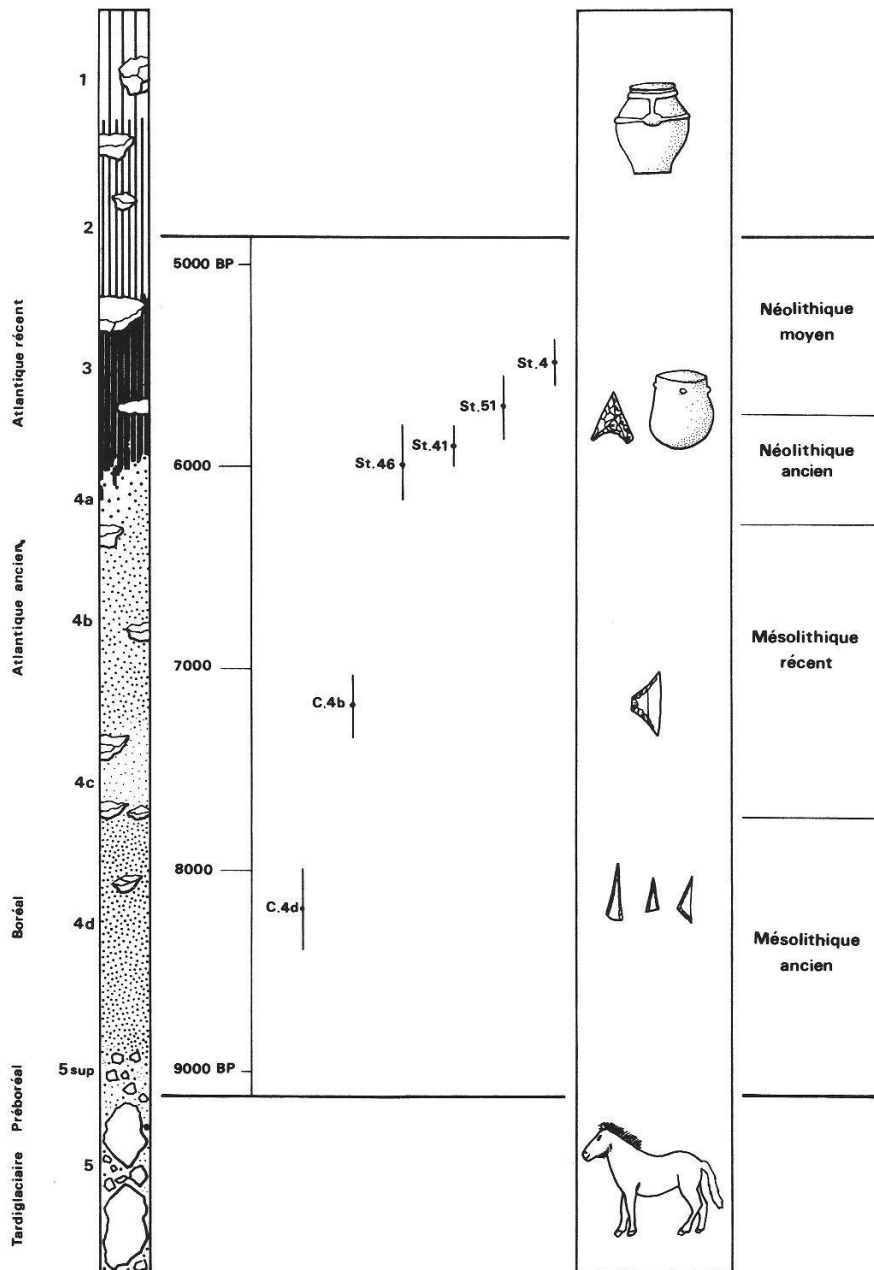 1
2
3
4a
4b
4c
4d
5 sup
5
Atlantique récent
Atlantique ancien
Boréal
Préboréal
Tardiglaciaire
5000 BP
6000
7000
8000
9000 BP
St.4
St.51
St.41
St.46
C.4b
C.4d
Néolithique
moyen
Néolithique
ancien
Mésolithique
récent
Mésolithique
ancien